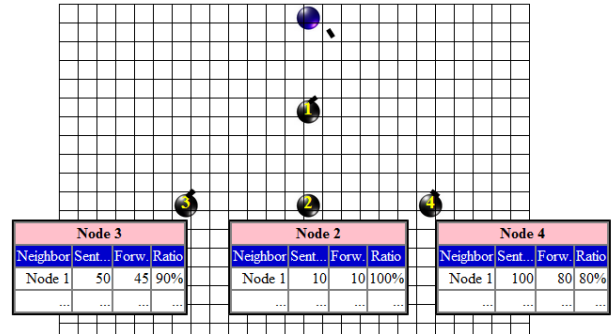 1
3 2 4
Node 3
Neighbor Sent... Forw. Ratio
Node 1 50 45 90%
... ... ... ...
Node 2
Neighbor Sent... Forw. Ratio
Node 1 10 10 100%
... ... ... ...
Node 4
Neighbor Sent... Forw. Ratio
Node 1 100 80 80%
... ... ... ...